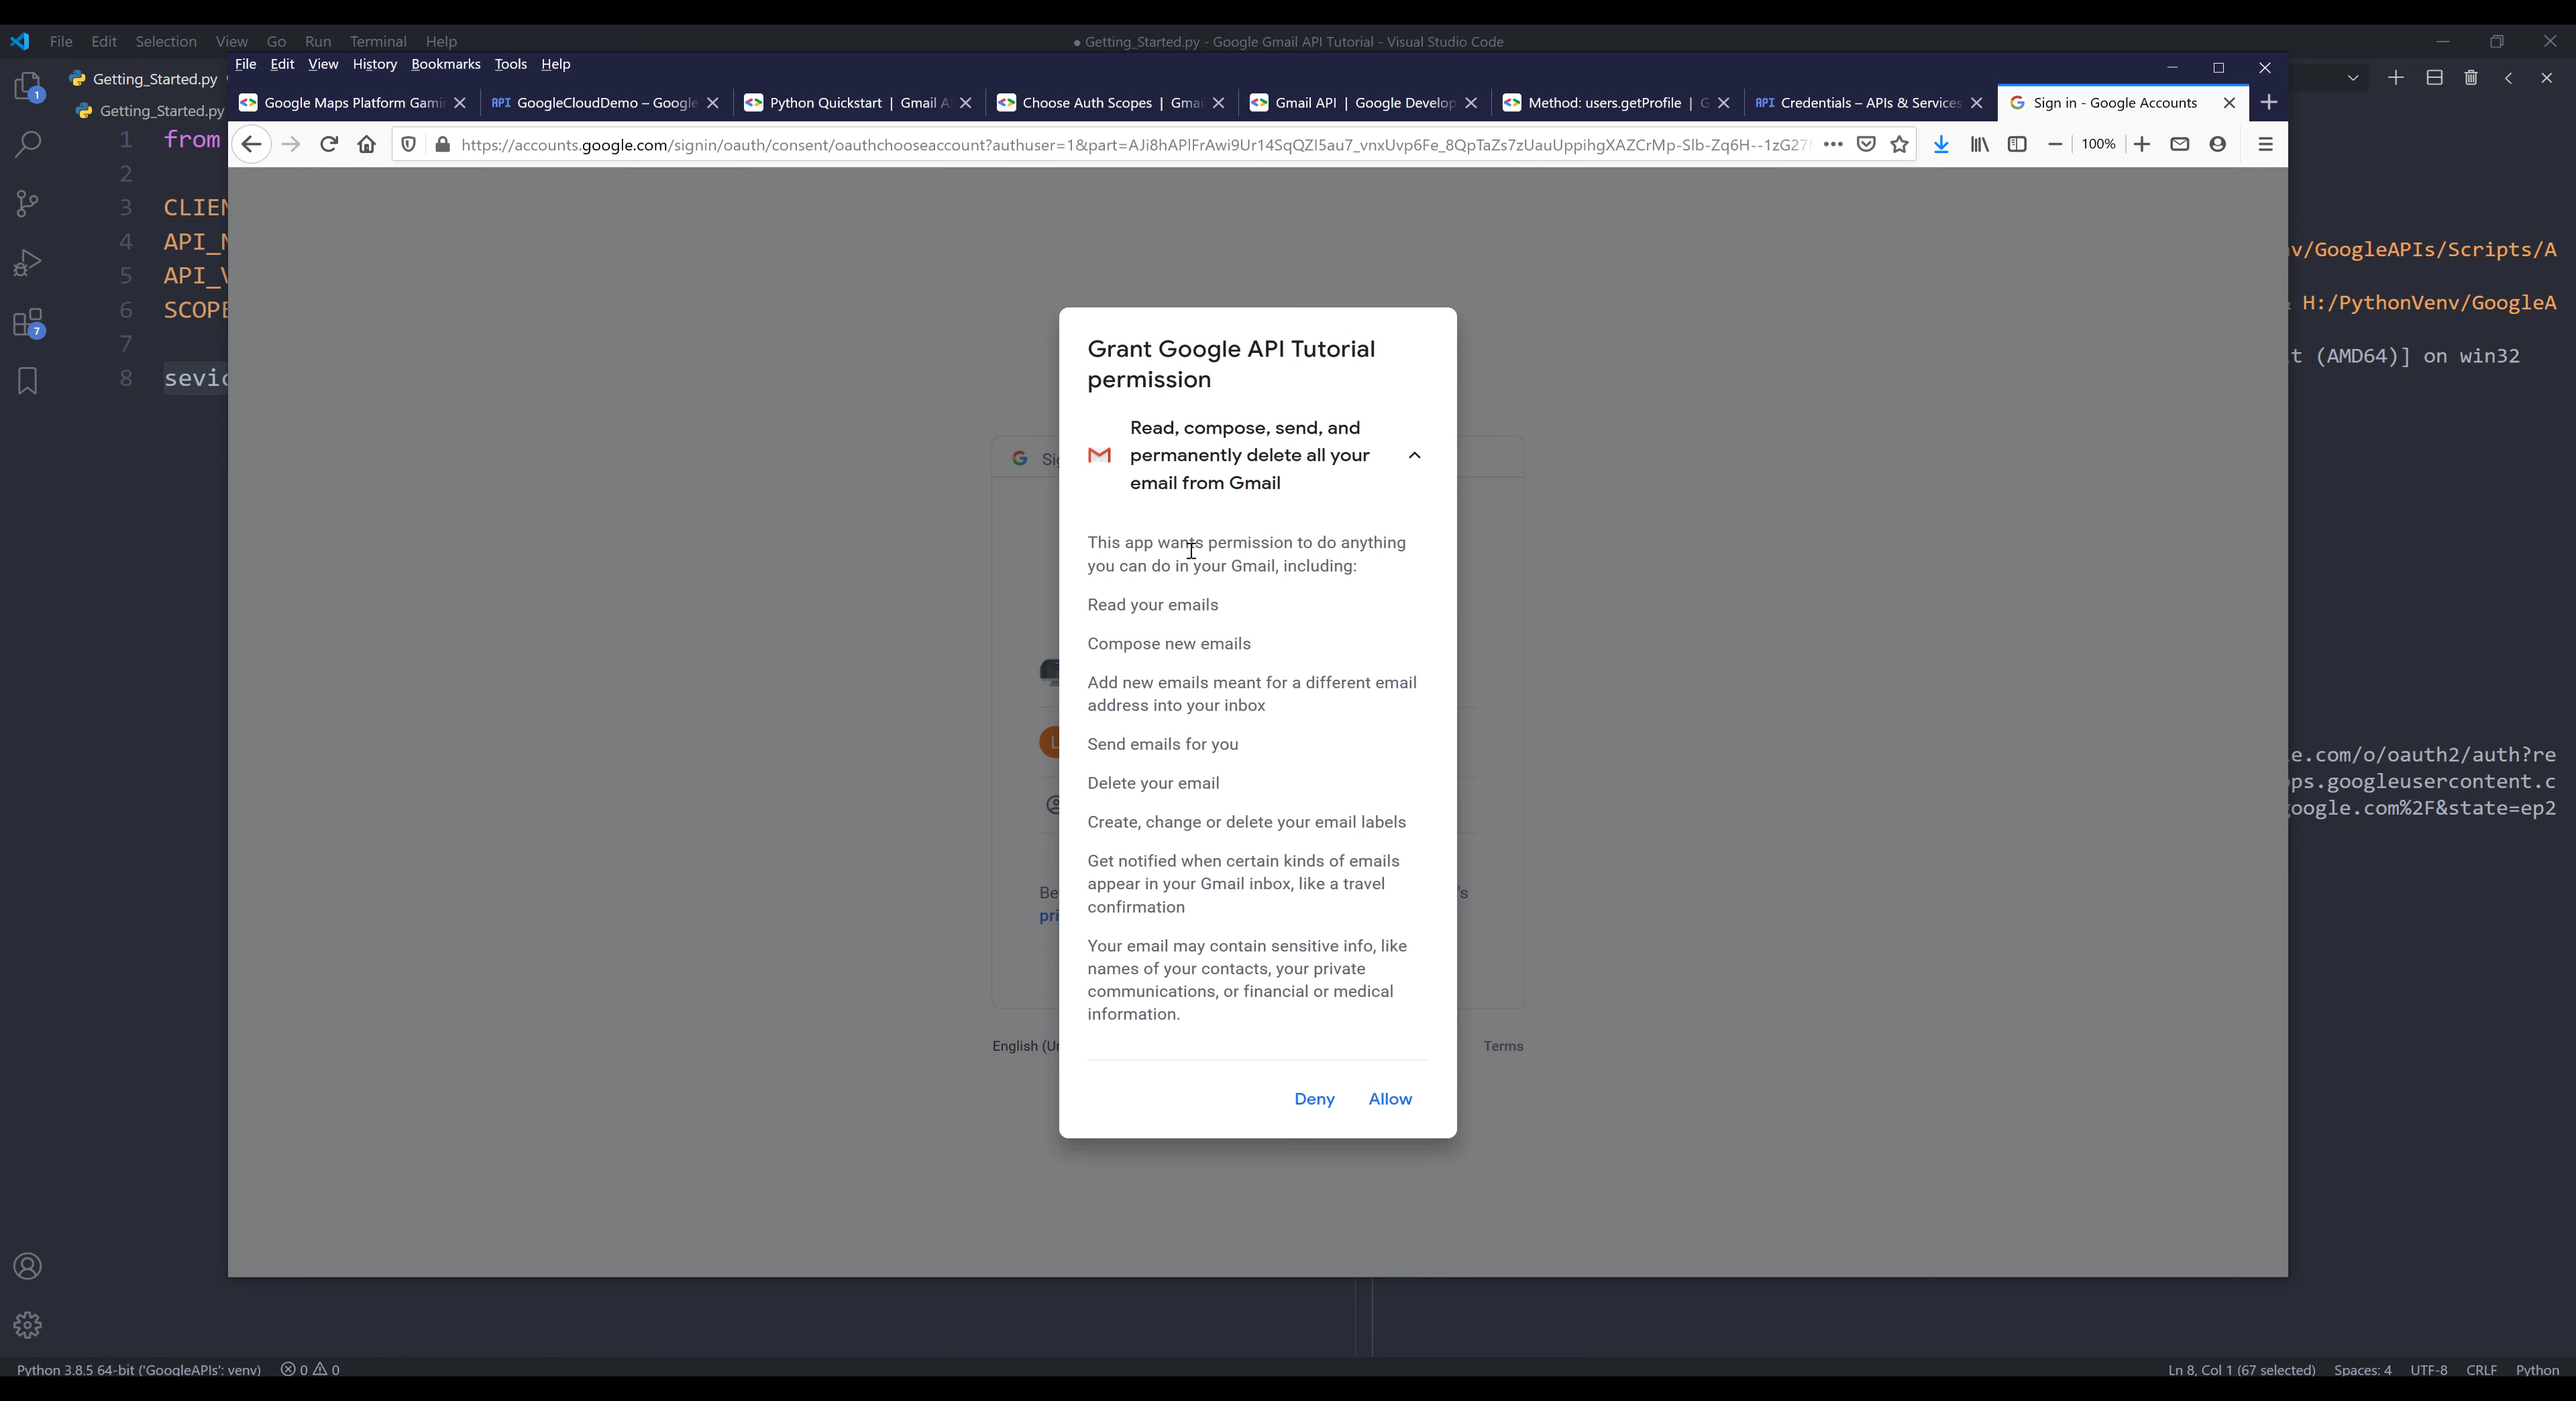 File Edit Selection View Go Run Terminal Help
● Getting_Started.py - Google Gmail API Tutorial - Visual Studio Code
Getting_Started.py
Getting_Started.py
File Edit View History Bookmarks Tools Help
Google Maps Platform Gamin
API GoogleCloudDemo – Google
Python Quickstart | Gmail A
Choose Auth Scopes | Gmai
Gmail API | Google Develop
Method: users.getProfile | G
API Credentials – APIs & Services
Sign in - Google Accounts
https://accounts.google.com/signin/oauth/consent/oauthchooseaccount?authuser=1&part=AJi8hAPlFrAwi9Ur14SqQZI5au7_vnxUvp6Fe_8QpTaZs7zUauUppihgXAZCrMp-Slb-Zq6H--1zG27
100%
1 from
2
3 CLIEN
4 API_N
5 API_V
6 SCOPE
7
8 sevic
1
7
v/GoogleAPIs/Scripts/A
H:/PythonVenv/GoogleA
t (AMD64)] on win32
e.com/o/oauth2/auth?re
ps.googleusercontent.c
oogle.com%2F&state=ep2
Grant Google API Tutorial
permission
Read, compose, send, and
permanently delete all your
email from Gmail
This app wants permission to do anything
you can do in your Gmail, including:
Read your emails
Compose new emails
Add new emails meant for a different email
address into your inbox
Send emails for you
Delete your email
Create, change or delete your email labels
Get notified when certain kinds of emails
appear in your Gmail inbox, like a travel
confirmation
Your email may contain sensitive info, like
names of your contacts, your private
communications, or financial or medical
information.
Deny Allow
Sig
L
Be
's
pri
English (Un
Terms
Python 3.8.5 64-bit ('GoogleAPIs': venv) 0 0
Ln 8, Col 1 (67 selected) Spaces: 4 UTF-8 CRLF Python